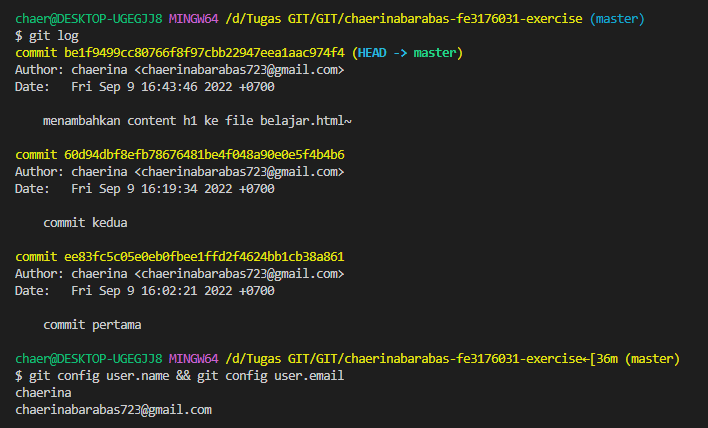 chaer@DESKTOP-UGEGJJ8 MINGW64 /d/Tugas GIT/GIT/chaerinabarabas-fe3176031-exercise (master)
$ git log
commit be1f9499cc80766f8f97cbb22947eea1aac974f4 (HEAD -> master)
Author: chaerina <chaerinabarabas723@gmail.com>
Date:   Fri Sep 9 16:43:46 2022 +0700
    menambahkan content h1 ke file belajar.html~
commit 60d94dbf8efb78676481be4f048a90e0e5f4b4b6
Author: chaerina <chaerinabarabas723@gmail.com>
Date:   Fri Sep 9 16:19:34 2022 +0700
    commit kedua
commit ee83fc5c05e0eb0fbee1ffd2f4624bb1cb38a861
Author: chaerina <chaerinabarabas723@gmail.com>
Date:   Fri Sep 9 16:02:21 2022 +0700
    commit pertama
chaer@DESKTOP-UGEGJJ8 MINGW64 /d/Tugas GIT/GIT/chaerinabarabas-fe3176031-exercise←[36m (master)
$ git config user.name && git config user.email
chaerina
chaerinabarabas723@gmail.com